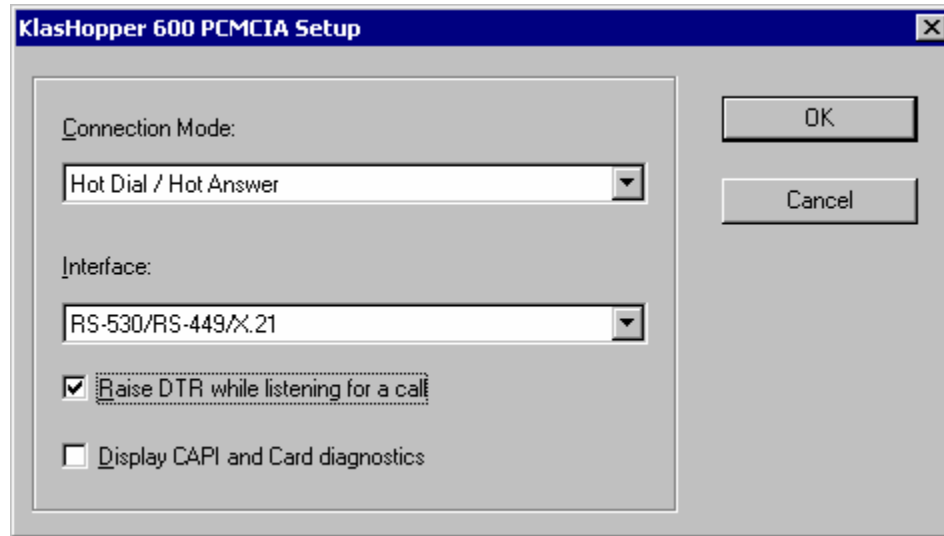 KlasHopper 600 PCMCIA Setup
Connection Mode:
Hot Dial / Hot Answer
Interface:
RS-530/RS-449/X.21
Raise DTR while listening for a call
Display CAPI and Card diagnostics
OK
Cancel